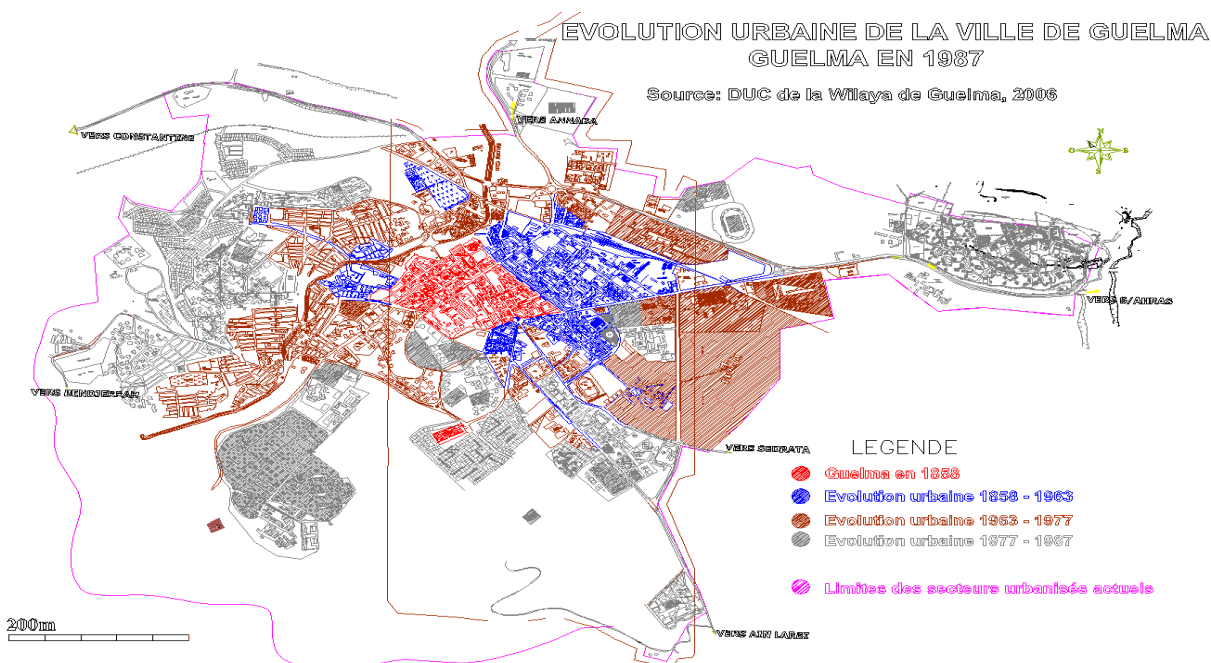 EVOLUTION URBAINE DE LA VILLE DE GUELMA
GUELMA EN 1987
Source: DUC de la Wilaya de Guelma, 2006
VERS CONSTANTINE
VERS ANNABA
VERS S/AHRAS
VERS BENDJERRAH
VERS SEDRATA
LEGENDE
Guelma en 1858
Evolution urbaine 1858 - 1963
Evolution urbaine 1963 - 1977
Evolution urbaine 1977 - 1987
Limites des secteurs urbanisés actuels
200m
VERS AIN LARBI